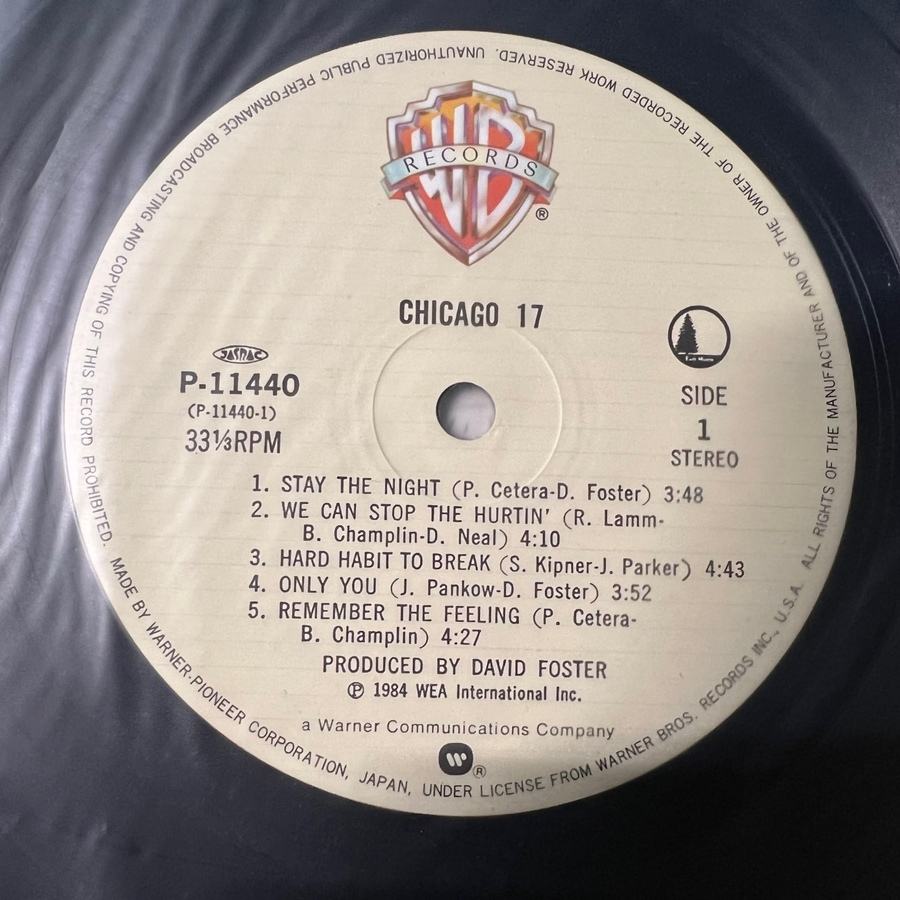 WB
RECORDS
®
CHICAGO 17
JASRAC
P-11440
(P-11440-1)
33⅓RPM
SIDE
1
STEREO
1. STAY THE NIGHT (P. Cetera-D. Foster) 3:48
2. WE CAN STOP THE HURTIN' (R. Lamm-
B. Champlin-D. Neal) 4:10
3. HARD HABIT TO BREAK (S. Kipner-J. Parker) 4:43
4. ONLY YOU (J. Pankow-D. Foster) 3:52
5. REMEMBER THE FEELING (P. Cetera-
B. Champlin) 4:27
PRODUCED BY DAVID FOSTER
℗ 1984 WEA International Inc.
a Warner Communications Company
®
MADE BY WARNER-PIONEER CORPORATION, JAPAN, UNDER LICENSE FROM WARNER BROS. RECORDS INC., U.S.A. ALL RIGHTS OF THE MANUFACTURER AND OF THE OWNER OF THE RECORDED WORK RESERVED. UNAUTHORIZED PUBLIC PERFORMANCE BROADCASTING AND COPYING OF THIS RECORD PROHIBITED.